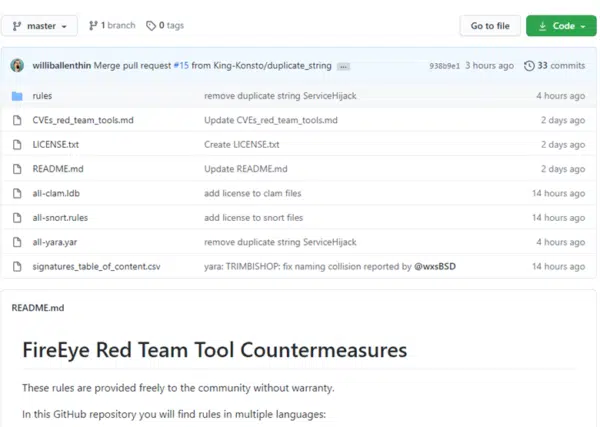 master 1 branch 0 tags Go to file Code
williballenthin Merge pull request #15 from King-Konsto/duplicate_string ... 938b9e1 3 hours ago 33 commits
rules remove duplicate string ServiceHijack 4 hours ago
CVEs_red_team_tools.md Update CVEs_red_team_tools.md 2 days ago
LICENSE.txt Create LICENSE.txt 2 days ago
README.md Update README.md 2 days ago
all-clam.ldb add license to clam files 14 hours ago
all-snort.rules add license to snort files 14 hours ago
all-yara.yar remove duplicate string ServiceHijack 4 hours ago
signatures_table_of_content.csv yara: TRIMBISHOP: fix naming collision reported by @wxsBSD 14 hours ago
README.md
FireEye Red Team Tool Countermeasures
These rules are provided freely to the community without warranty.
In this GitHub repository you will find rules in multiple languages: